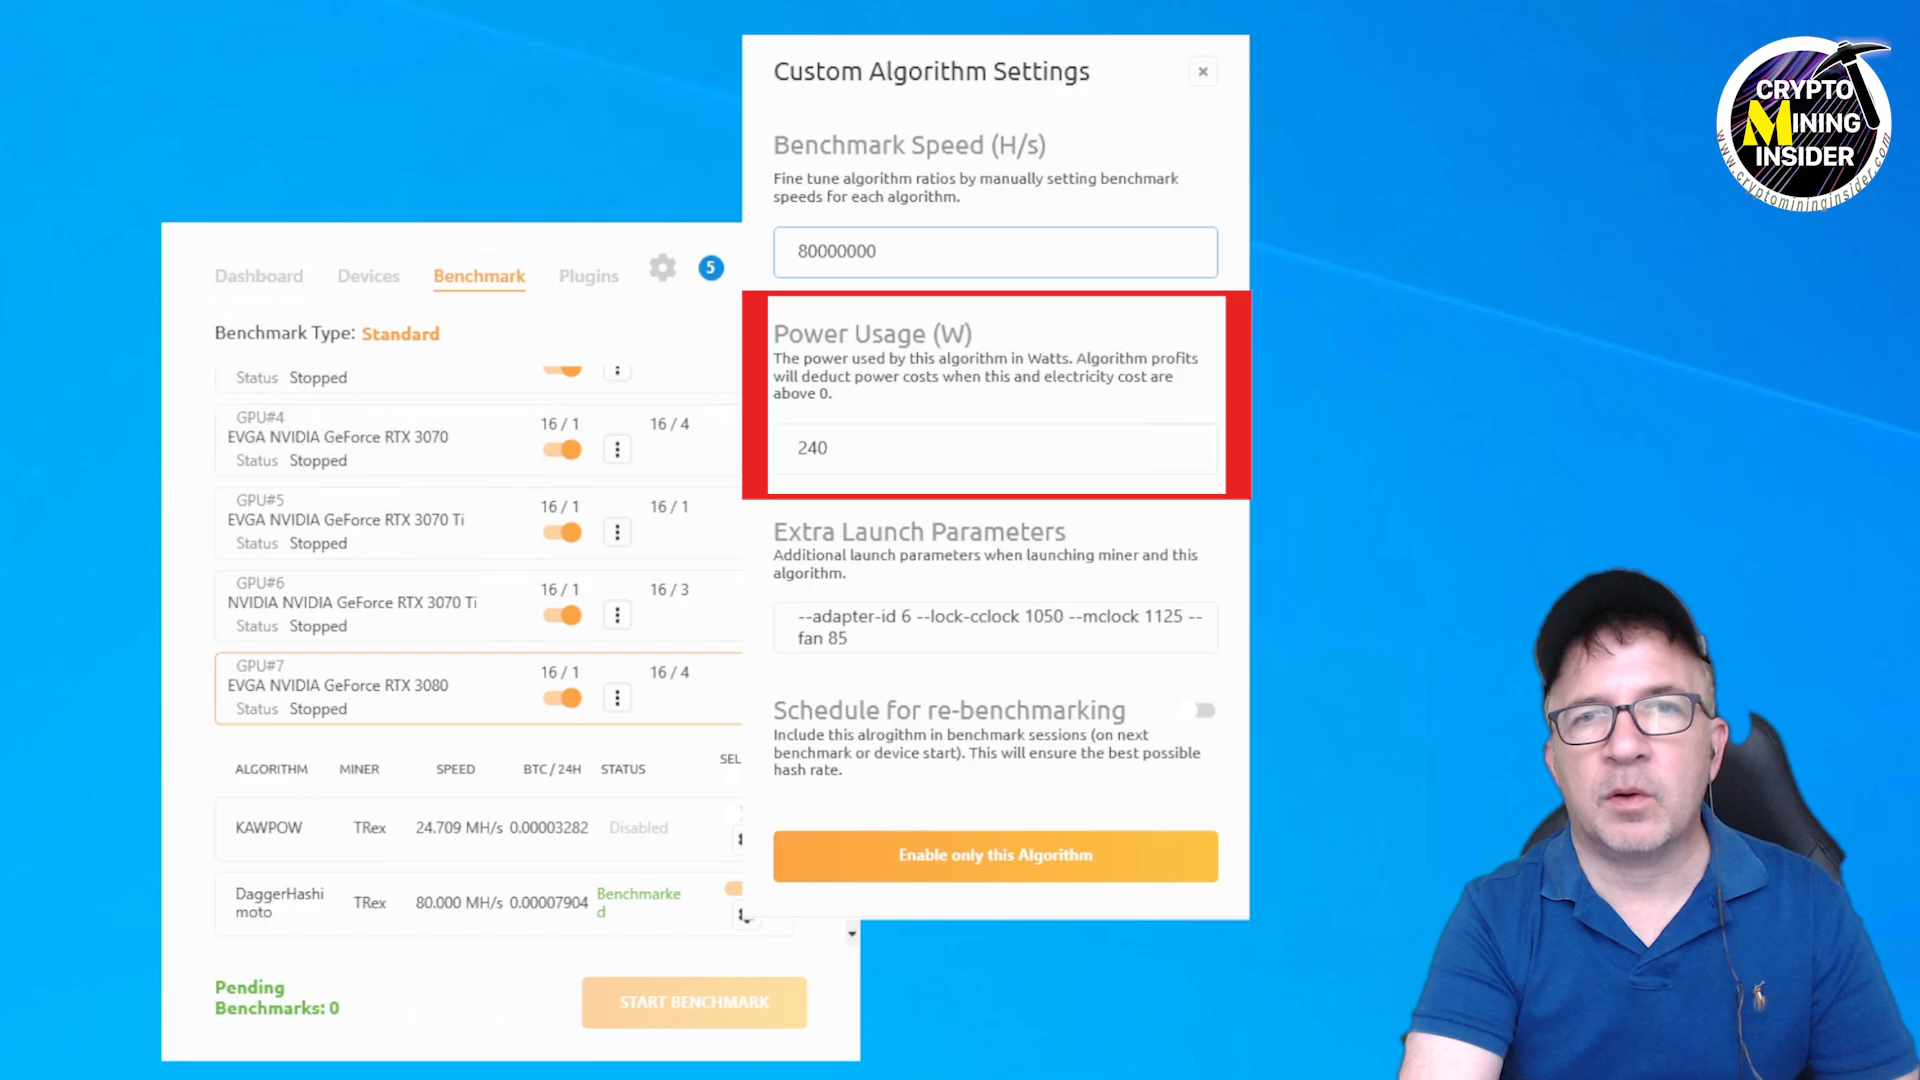 CRYPTO
MINING
INSIDER
www.cryptomininginsider.com
Custom Algorithm Settings
×
Benchmark Speed (H/s)
Fine tune algorithm ratios by manually setting benchmark
speeds for each algorithm.
80000000
Power Usage (W)
The power used by this algorithm in Watts. Algorithm profits
will deduct power costs when this and electricity cost are
above 0.
240
Extra Launch Parameters
Additional launch parameters when launching miner and this
algorithm.
--adapter-id 6 --lock-cclock 1050 --mclock 1125 --
fan 85
Schedule for re-benchmarking
Include this alrogithm in benchmark sessions (on next
benchmark or device start). This will ensure the best possible
hash rate.
Enable only this Algorithm
Dashboard Devices Benchmark Plugins 5
Benchmark Type: Standard
Status Stopped
GPU#4
EVGA NVIDIA GeForce RTX 3070
Status Stopped
16 / 1 16 / 4
GPU#5
EVGA NVIDIA GeForce RTX 3070 Ti
Status Stopped
16 / 1 16 / 1
GPU#6
NVIDIA NVIDIA GeForce RTX 3070 Ti
Status Stopped
16 / 1 16 / 3
GPU#7
EVGA NVIDIA GeForce RTX 3080
Status Stopped
16 / 1 16 / 4
ALGORITHM MINER SPEED BTC / 24H STATUS SEL
KAWPOW TRex 24.709 MH/s 0.00003282 Disabled
DaggerHashi
moto TRex 80.000 MH/s 0.00007904 Benchmarke
d
Pending
Benchmarks: 0
START BENCHMARK